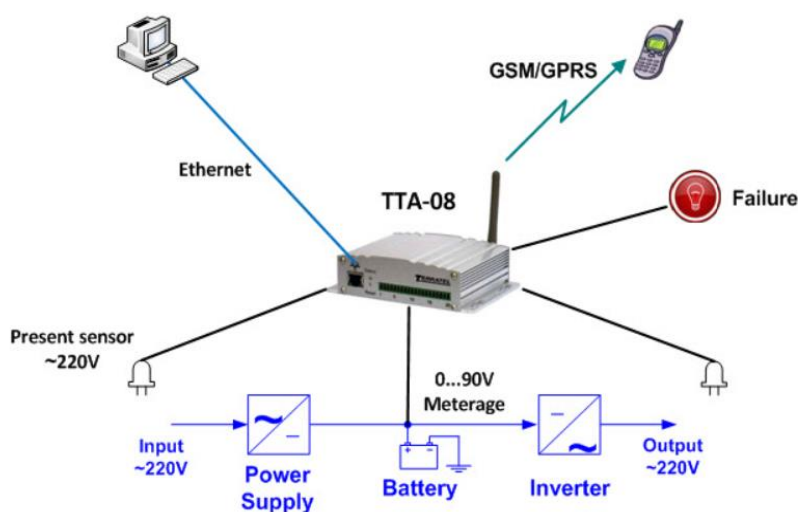 GSM/GPRS
Ethernet
TTA-08
Failure
TERRATEL
Present sensor
~220V
0...90V
Meterage
Input
~220V
Power
Supply
Battery
Inverter
Output
~220V